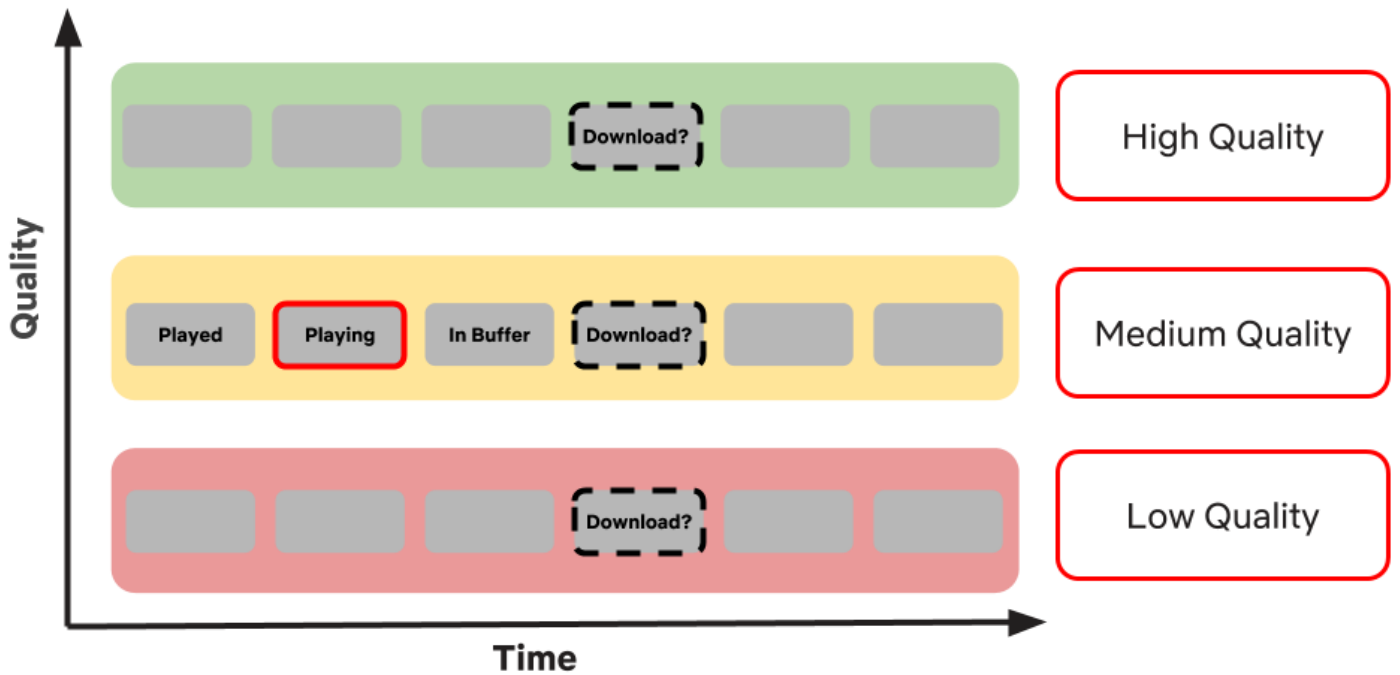 Quality
Download?
High Quality
Played
Playing
In Buffer
Download?
Medium Quality
Download?
Low Quality
Time